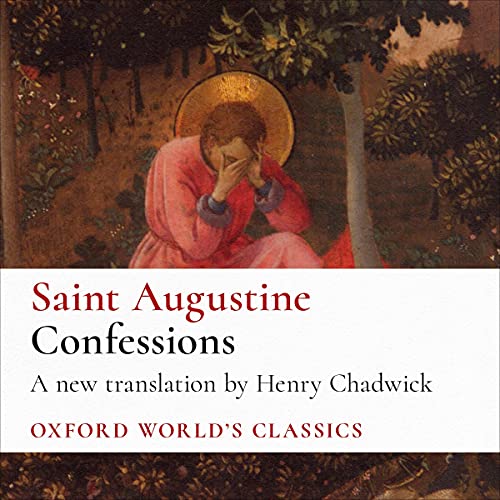 Saint Augustine
Confessions
A new translation by Henry Chadwick
OXFORD WORLD'S CLASSICS